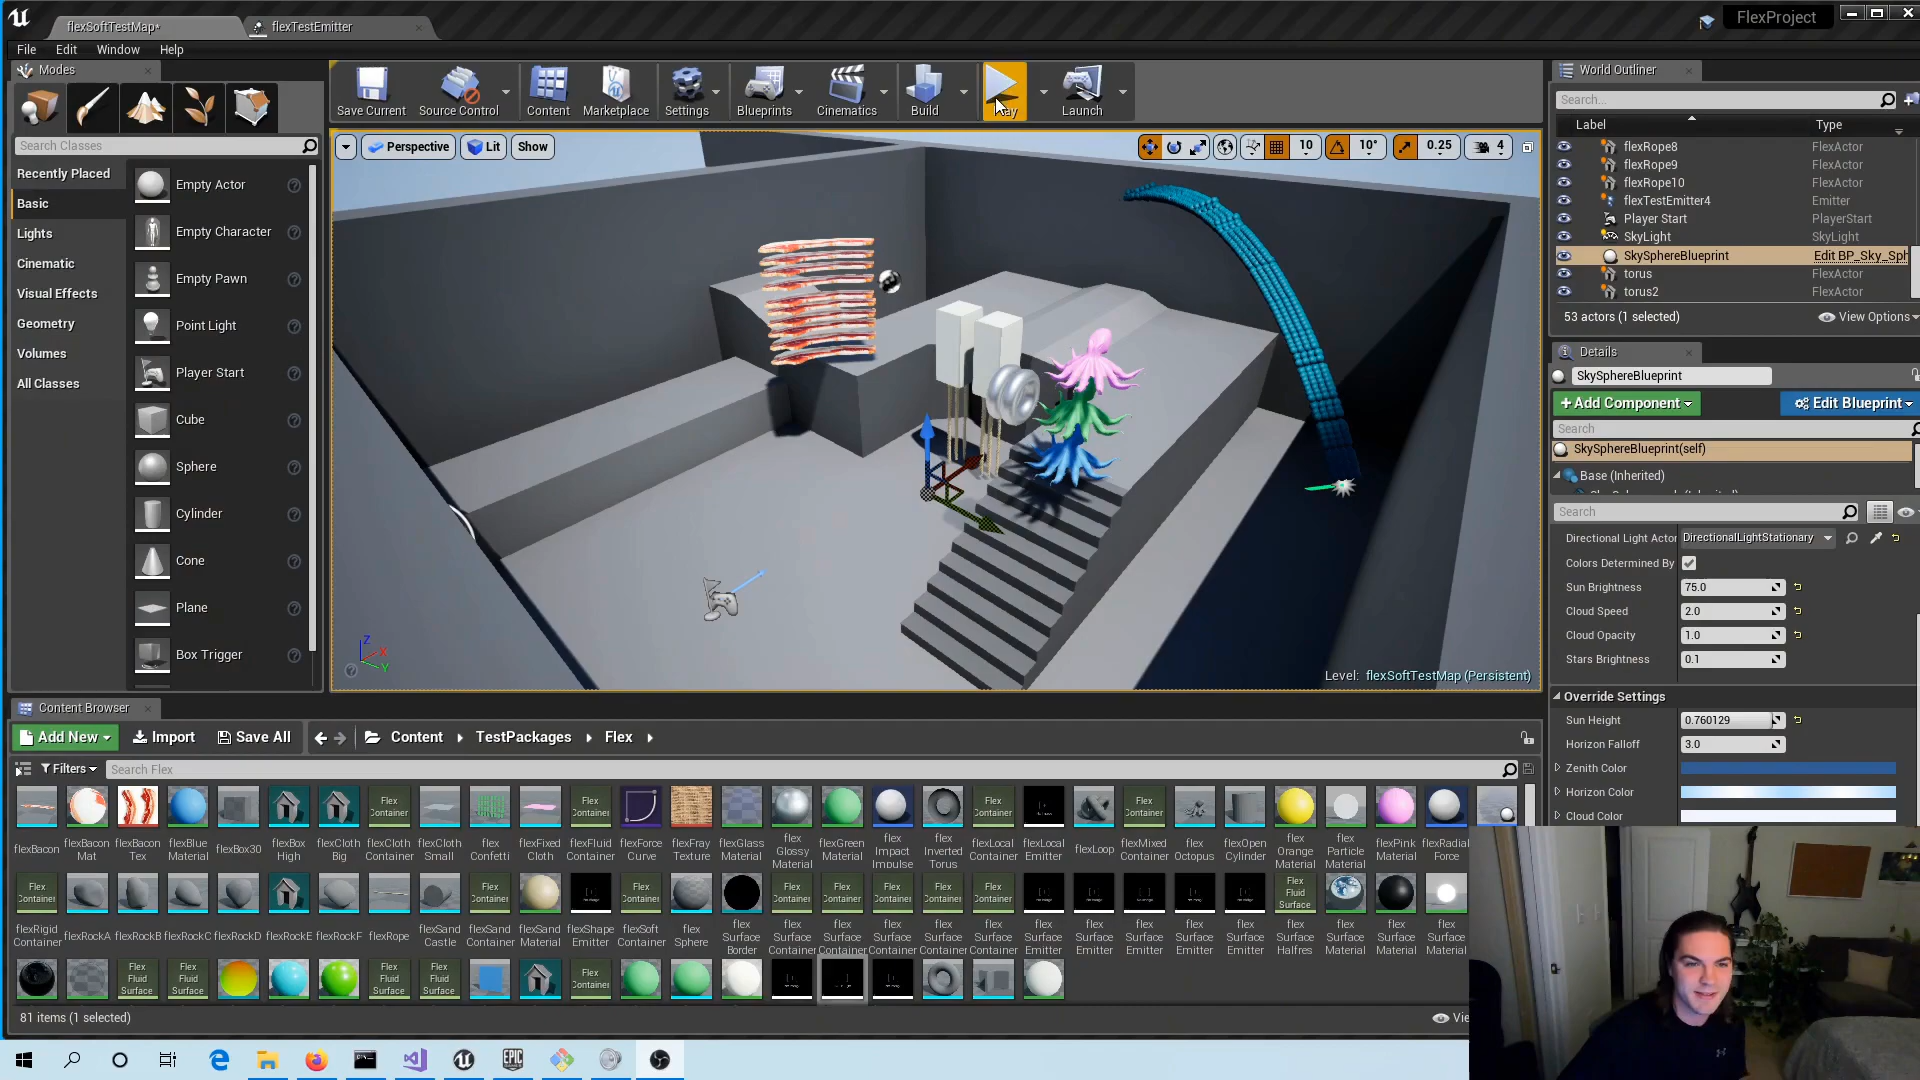 flexSoftTestMap*
flexTestEmitter
FlexProject
File Edit Window Help
Modes
Search Classes
Recently Placed
Basic
Lights
Cinematic
Visual Effects
Geometry
Volumes
All Classes
Empty Actor
Empty Character
Empty Pawn
Point Light
Player Start
Cube
Sphere
Cylinder
Cone
Plane
Box Trigger
Save Current
Source Control
Content
Marketplace
Settings
Blueprints
Cinematics
Build
Launch
Perspective Lit Show
10 10° 0.25 4
Z
X
Y
Level: flexSoftTestMap (Persistent)
World Outliner
Search...
Label Type
flexRope8 FlexActor
flexRope9 FlexActor
flexRope10 FlexActor
flexTestEmitter4 Emitter
Player Start PlayerStart
SkyLight SkyLight
SkySphereBlueprint Edit BP_Sky_Sph
torus FlexActor
torus2 FlexActor
53 actors (1 selected) View Options
Details
SkySphereBlueprint
+Add Component Edit Blueprint
Search
SkySphereBlueprint(self)
Base (Inherited)
Search
Directional Light Actor DirectionalLightStationary
Colors Determined By
Sun Brightness 75.0
Cloud Speed 2.0
Cloud Opacity 1.0
Stars Brightness 0.1
Override Settings
Sun Height 0.760129
Horizon Falloff 3.0
Zenith Color
Horizon Color
Cloud Color
Content Browser
Add New Import Save All Content TestPackages Flex
Filters Search Flex
flexBacon
flexBacon Mat
flexBacon Tex
flexBlue Material
flexBox30
flexBox High
flexCloth Big
flexCloth Container
flexCloth Small
flex Confetti
flexFixed Cloth
flexFluid Container
flexForce Curve
flexFray Texture
flexGlass Material
flex Glossy Material
flexGreen Material
flex Impact Impulse
flex Inverted Torus
flexLocal Container
flexLocal Emitter
flexLoop
flexMixed Container
flex Octopus
flexOpen Cylinder
flex Orange Material
flex Particle Material
flexPink Material
flexRadial Force
flexRigid Container
flexRockA
flexRockB
flexRockC
flexRockD
flexRockE
flexRockF
flexRope
flexSand Castle
flexSand Container
flexSand Material
flexShape Emitter
flexSoft Container
flex Sphere
flex Surface Border
flex Surface Container
flex Surface Container
flex Surface Container
flex Surface Container
flex Surface Container
flex Surface Emitter
flex Surface Emitter
flex Surface Emitter
flex Surface Emitter
flex Surface Emitter
flex Surface Halfres
flex Surface Material
flex Surface Material
flex Surface Material
81 items (1 selected)